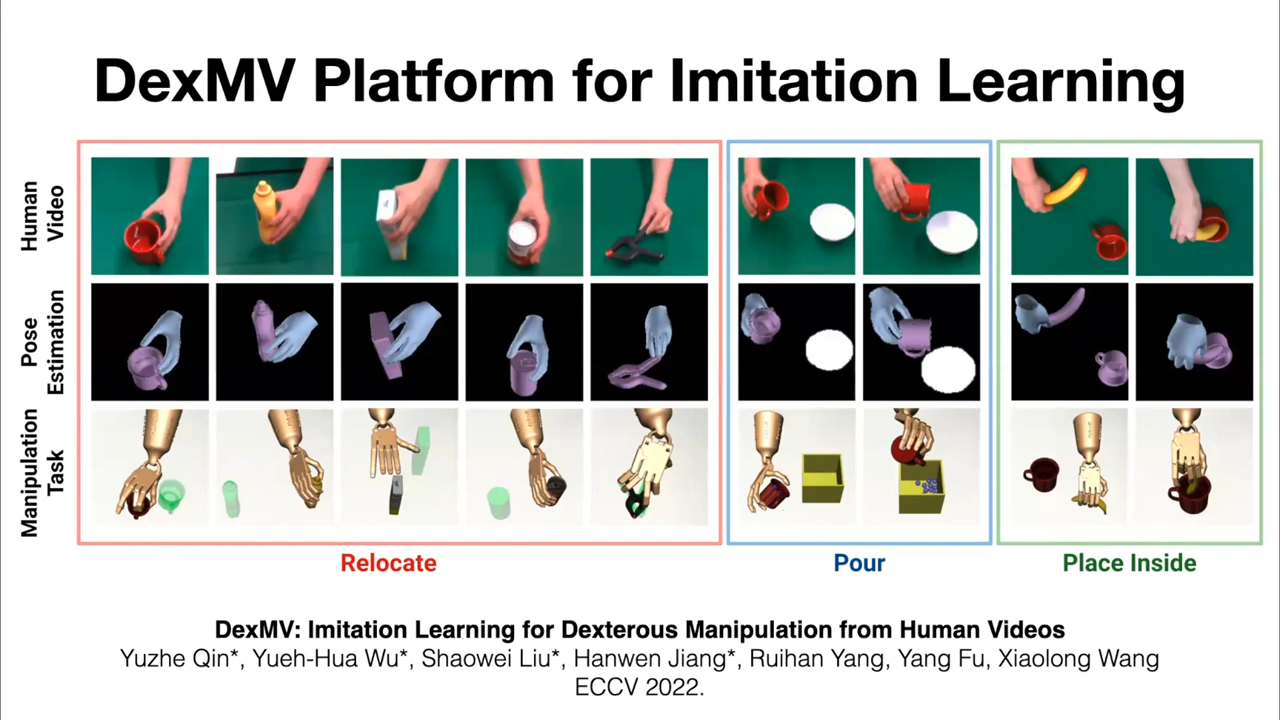 DexMV Platform for Imitation Learning
Human
Video
Pose
Estimation
Manipulation
Task
Relocate
Pour
Place Inside
DexMV: Imitation Learning for Dexterous Manipulation from Human Videos
Yuzhe Qin*, Yueh-Hua Wu*, Shaowei Liu*, Hanwen Jiang*, Ruihan Yang, Yang Fu, Xiaolong Wang
ECCV 2022.